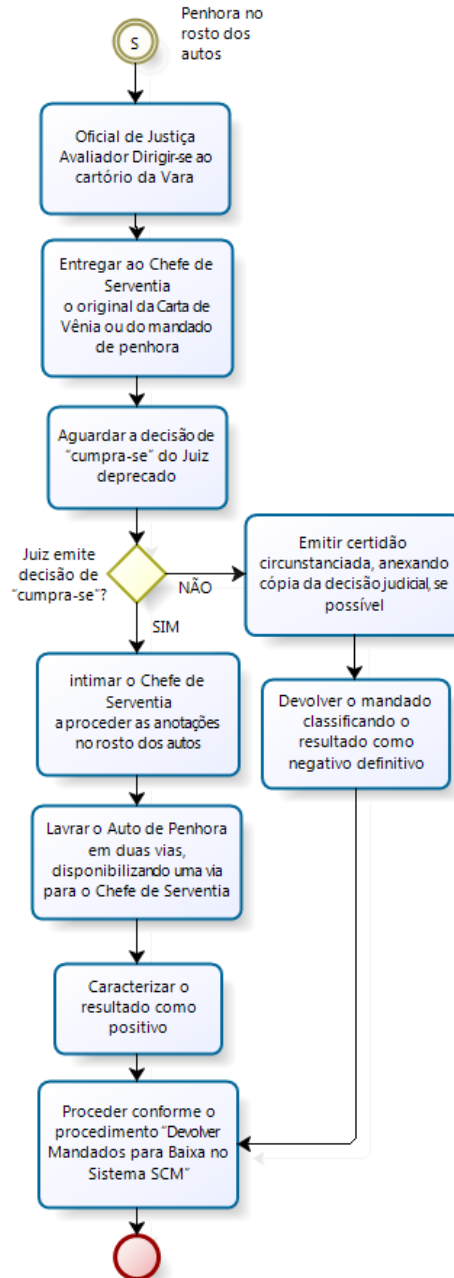 Penhora no
rosto dos
autos
S
Oficial de Justiça
Avaliador Dirigir-se ao
cartório da Vara
Entregar ao Chefe de
Serventia
o original da Carta de
Vênia ou do mandado
de penhora
Aguardar a decisão de
“cumpra-se” do Juiz
deprecado
Juiz emite
decisão de
“cumpra-se”?
NÃO
SIM
Emitir certidão
circunstanciada, anexando
cópia da decisão judicial, se
possível
intimar o Chefe de
Serventia
a proceder as anotações
no rosto dos autos
Devolver o mandado
classificando o
resultado como
negativo definitivo
Lavrar o Auto de Penhora
em duas vias,
disponibilizando uma via
para o Chefe de Serventia
Caracterizar o
resultado como
positivo
Proceder conforme o
procedimento “Devolver
Mandados para Baixa no
Sistema SCM”